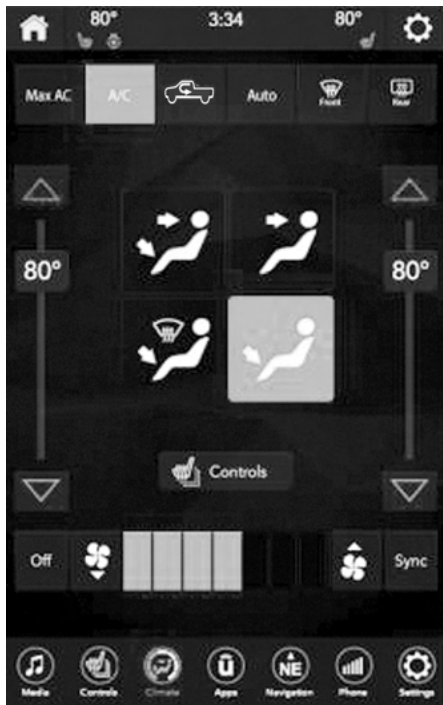 80° 3:34 80°
Max AC A/C Auto Front Rear
80° 80°
Controls
Off Sync
ū NE
Media Controls Climate Apps Navigation Phone Settings